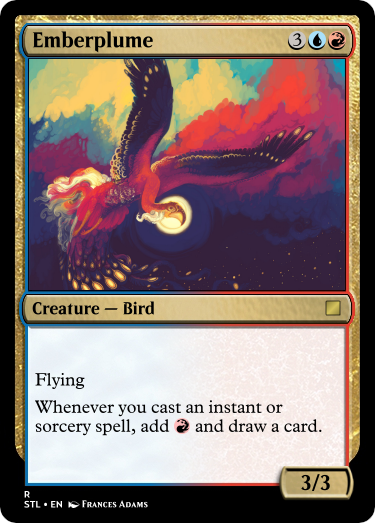 Emberplume 3
Creature — Bird
Flying
Whenever you cast an instant or
sorcery spell, add and draw a card.
3/3
R
STL • EN FRANCES ADAMS